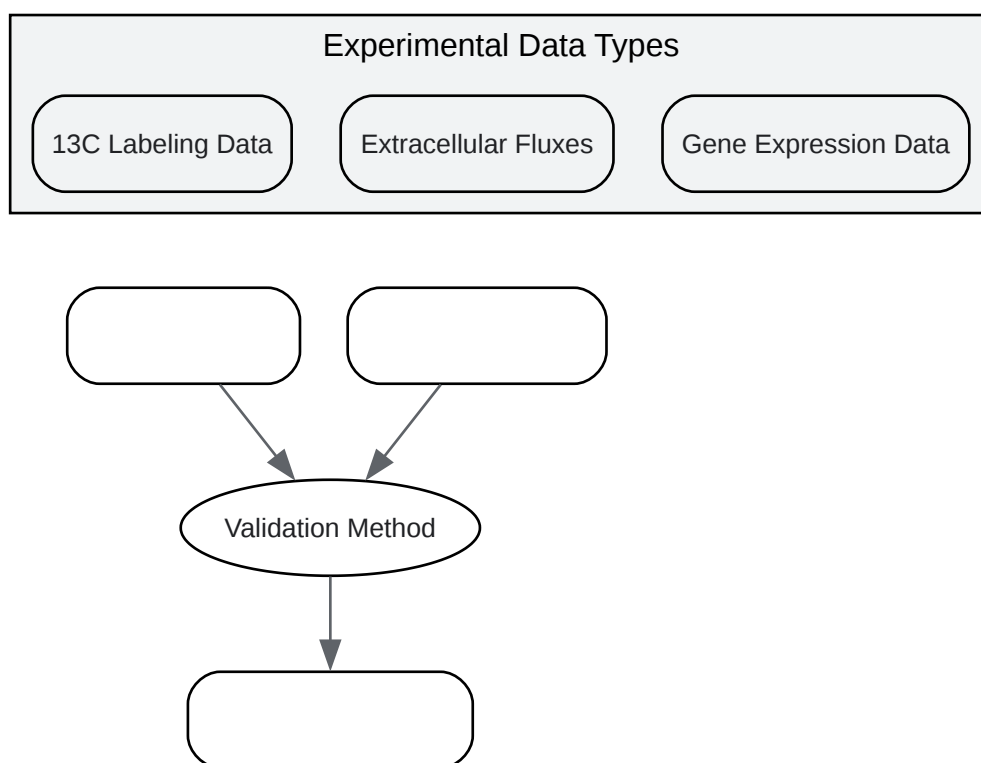 Experimental Data Types
13C Labeling Data
Extracellular Fluxes
Gene Expression Data
Validation Method